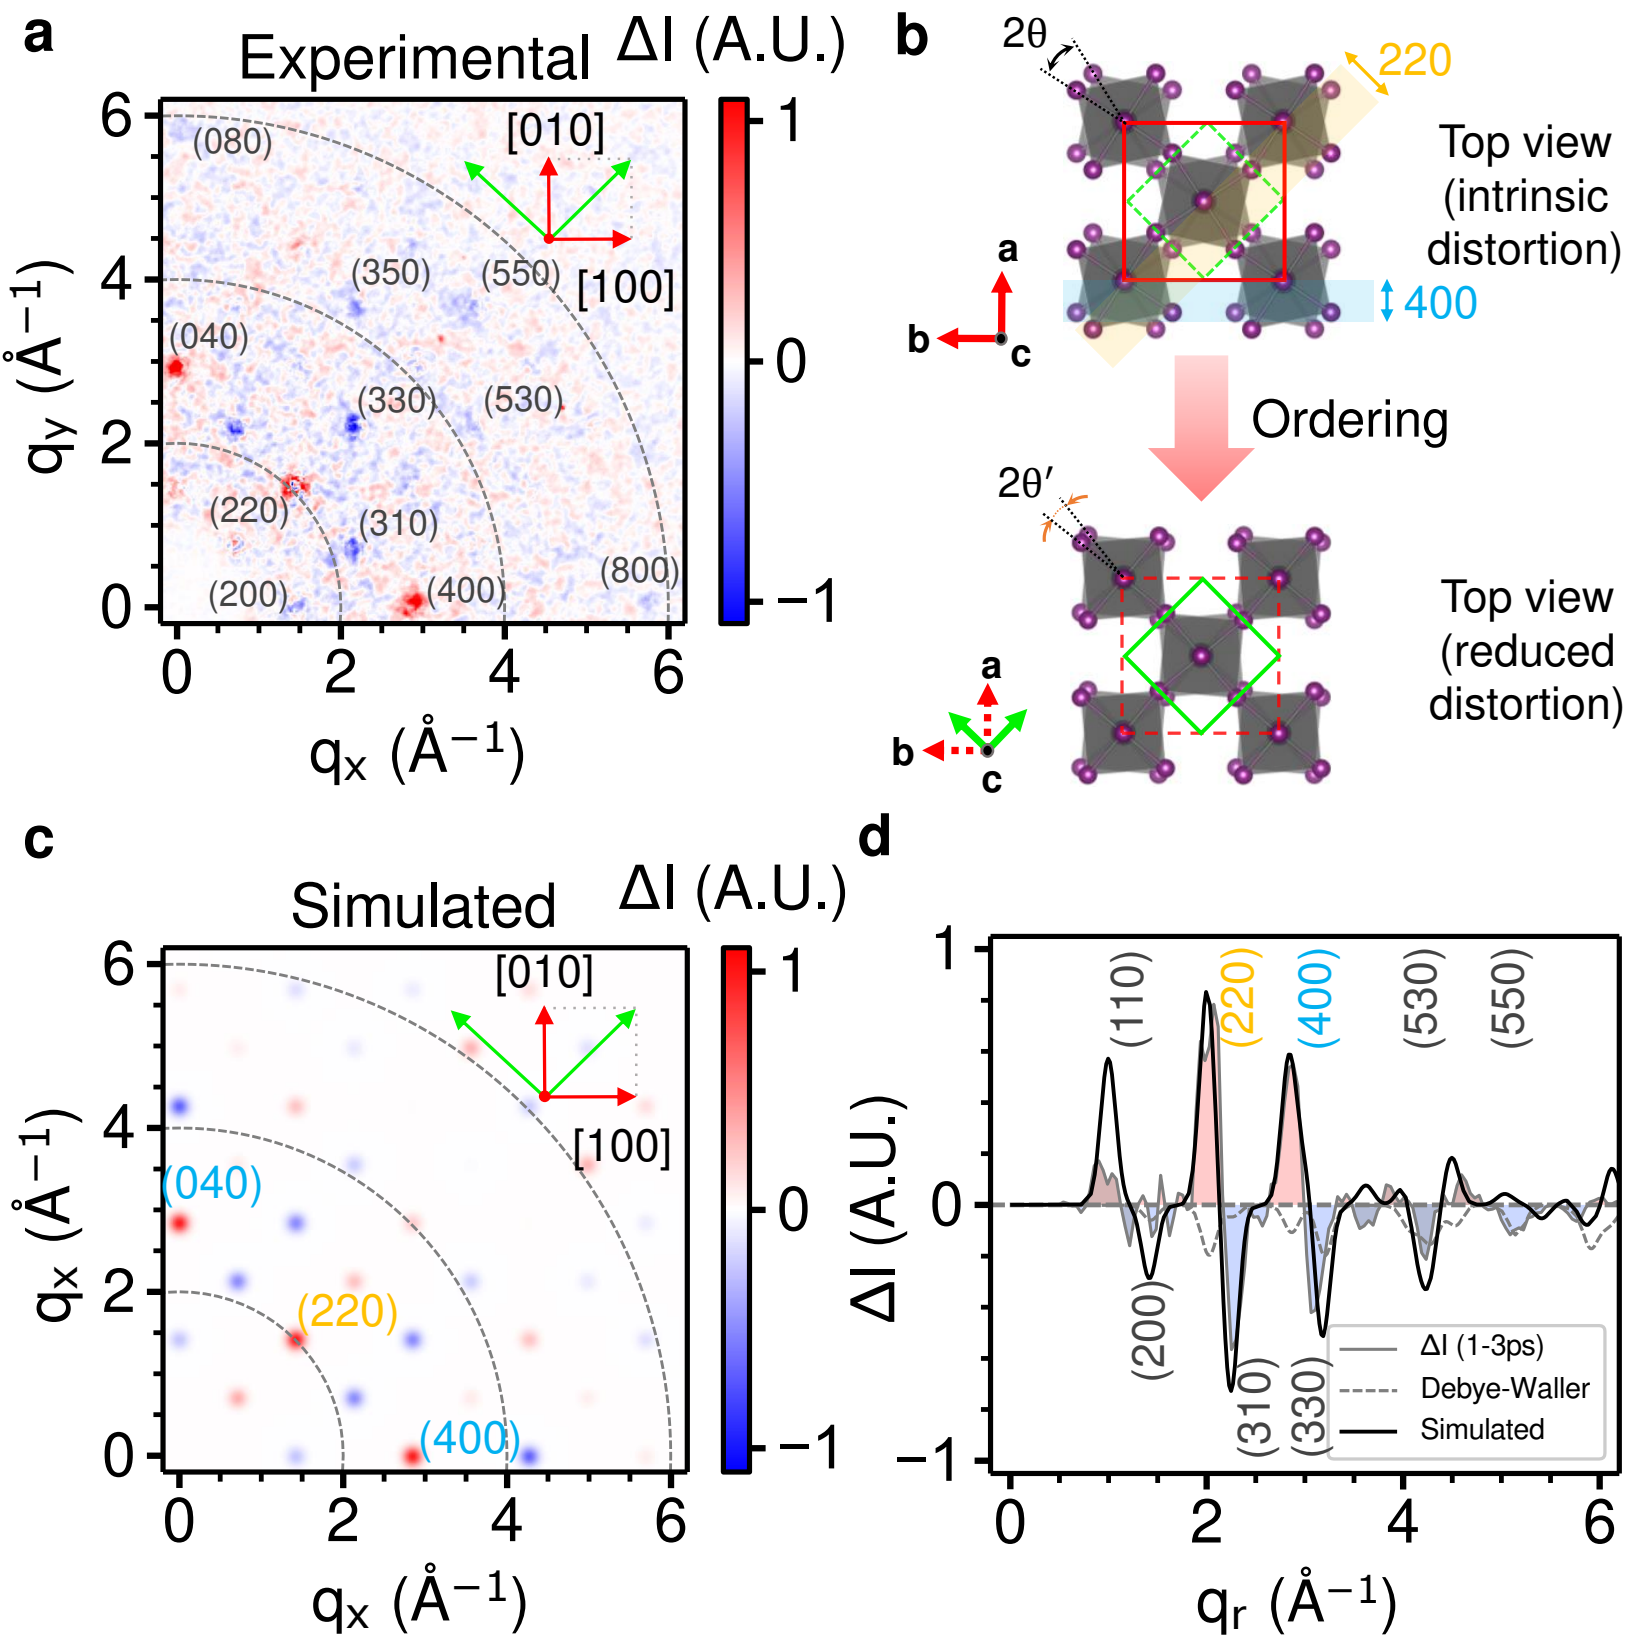 a
Experimental
ΔI (A.U.)
6
4
2
0
0
2
4
6
qy (Å−1)
qx (Å−1)
(080)
[010]
[100]
(350)
(550)
(040)
(330)
(530)
(220)
(310)
(200)
(400)
(800)
1
0
−1
b
2θ
220
Top view
(intrinsic
distortion)
a
b
c
400
Ordering
2θ′
Top view
(reduced
distortion)
a
b
c
c
Simulated
ΔI (A.U.)
6
4
2
0
0
2
4
6
qx (Å−1)
qx (Å−1)
[010]
[100]
(040)
(220)
(400)
1
0
−1
d
ΔI (A.U.)
1
0
−1
(110)
(220)
(400)
(530)
(550)
(200)
(310)
(330)
ΔI (1-3ps)
Debye-Waller
Simulated
0
2
4
6
qr (Å−1)